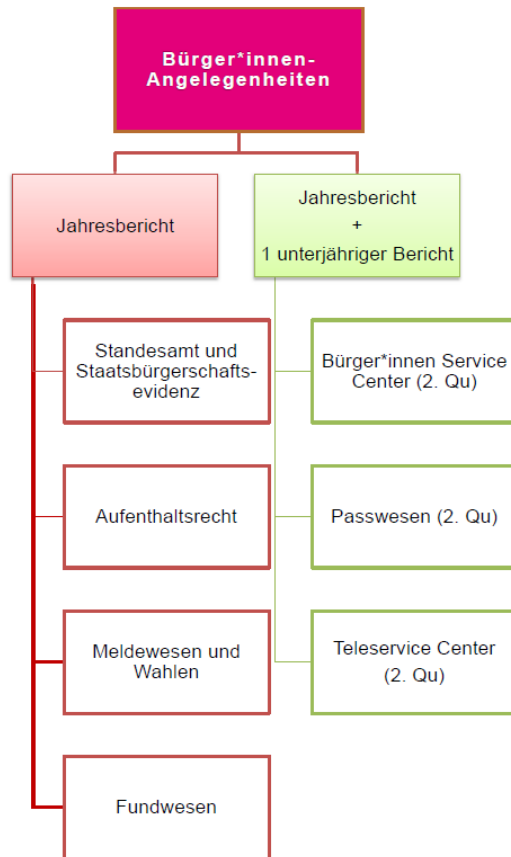 Bürger*innen-
Angelegenheiten
Jahresbericht
Jahresbericht
+
1 unterjähriger Bericht
Standesamt und
Staatsbürgerschafts-
evidenz
Bürger*innen Service
Center (2. Qu)
Aufenthaltsrecht
Passwesen (2. Qu)
Meldewesen und
Wahlen
Teleservice Center
(2. Qu)
Fundwesen